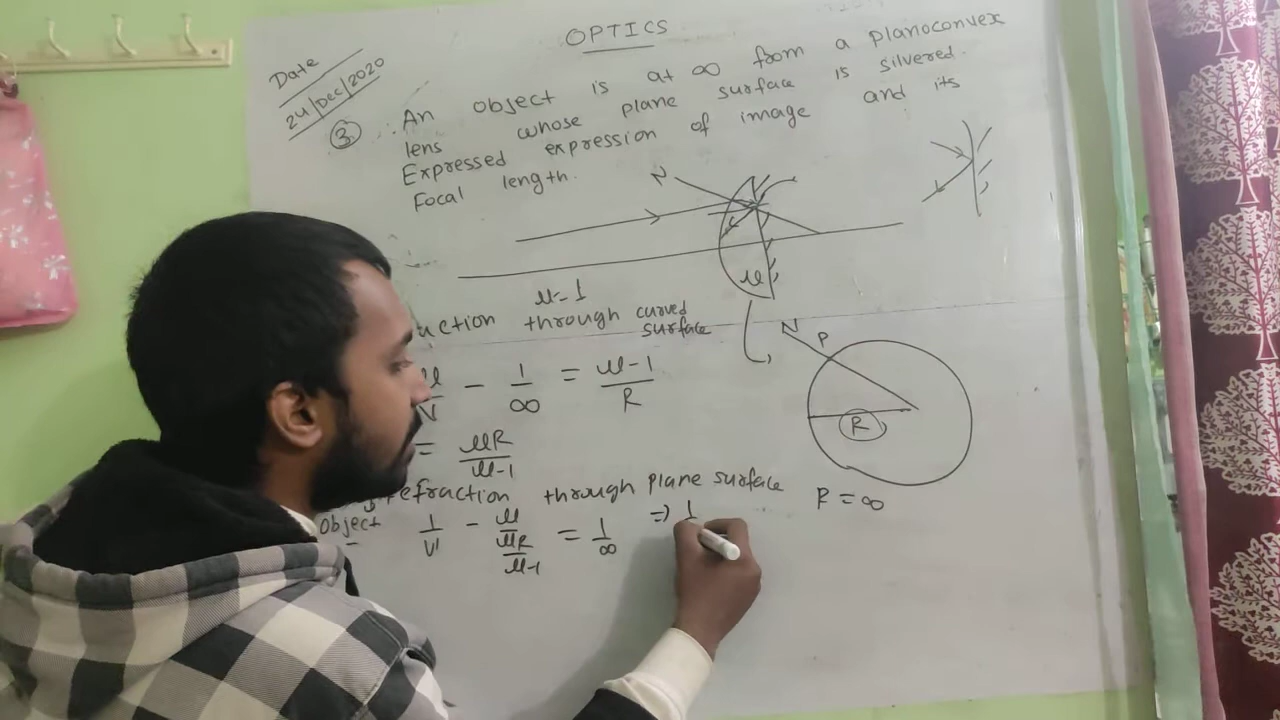 OPTICS
Date
24/Dec/2020
③ An object is at ∞ from a planoconvex
lens whose plane surface is silvered.
Expressed expression of image and its
Focal length.
N
μ
μ-1
uction through curved
surface
μ/V - 1/∞ = μ-1/R
= μR/μ-1
N
P
R
R = ∞
refraction through plane surface
Object 1/V' - μ/(μR/μ-1) = 1/∞ ⇒ 1